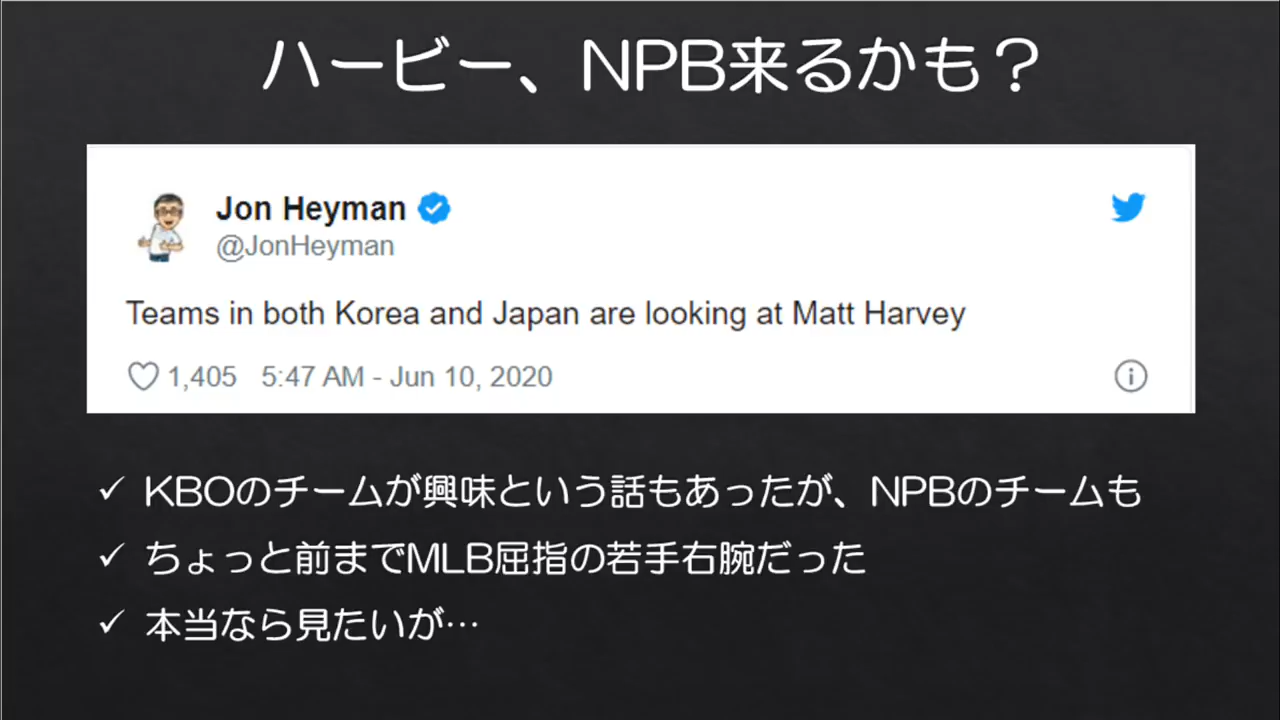 ハービー、NPB来るかも？
Jon Heyman
@JonHeyman
Teams in both Korea and Japan are looking at Matt Harvey
1,405 5:47 AM - Jun 10, 2020
✓ KBOのチームが興味という話もあったが、NPBのチームも
✓ ちょっと前までMLB屈指の若手右腕だった
✓ 本当なら見たいが…